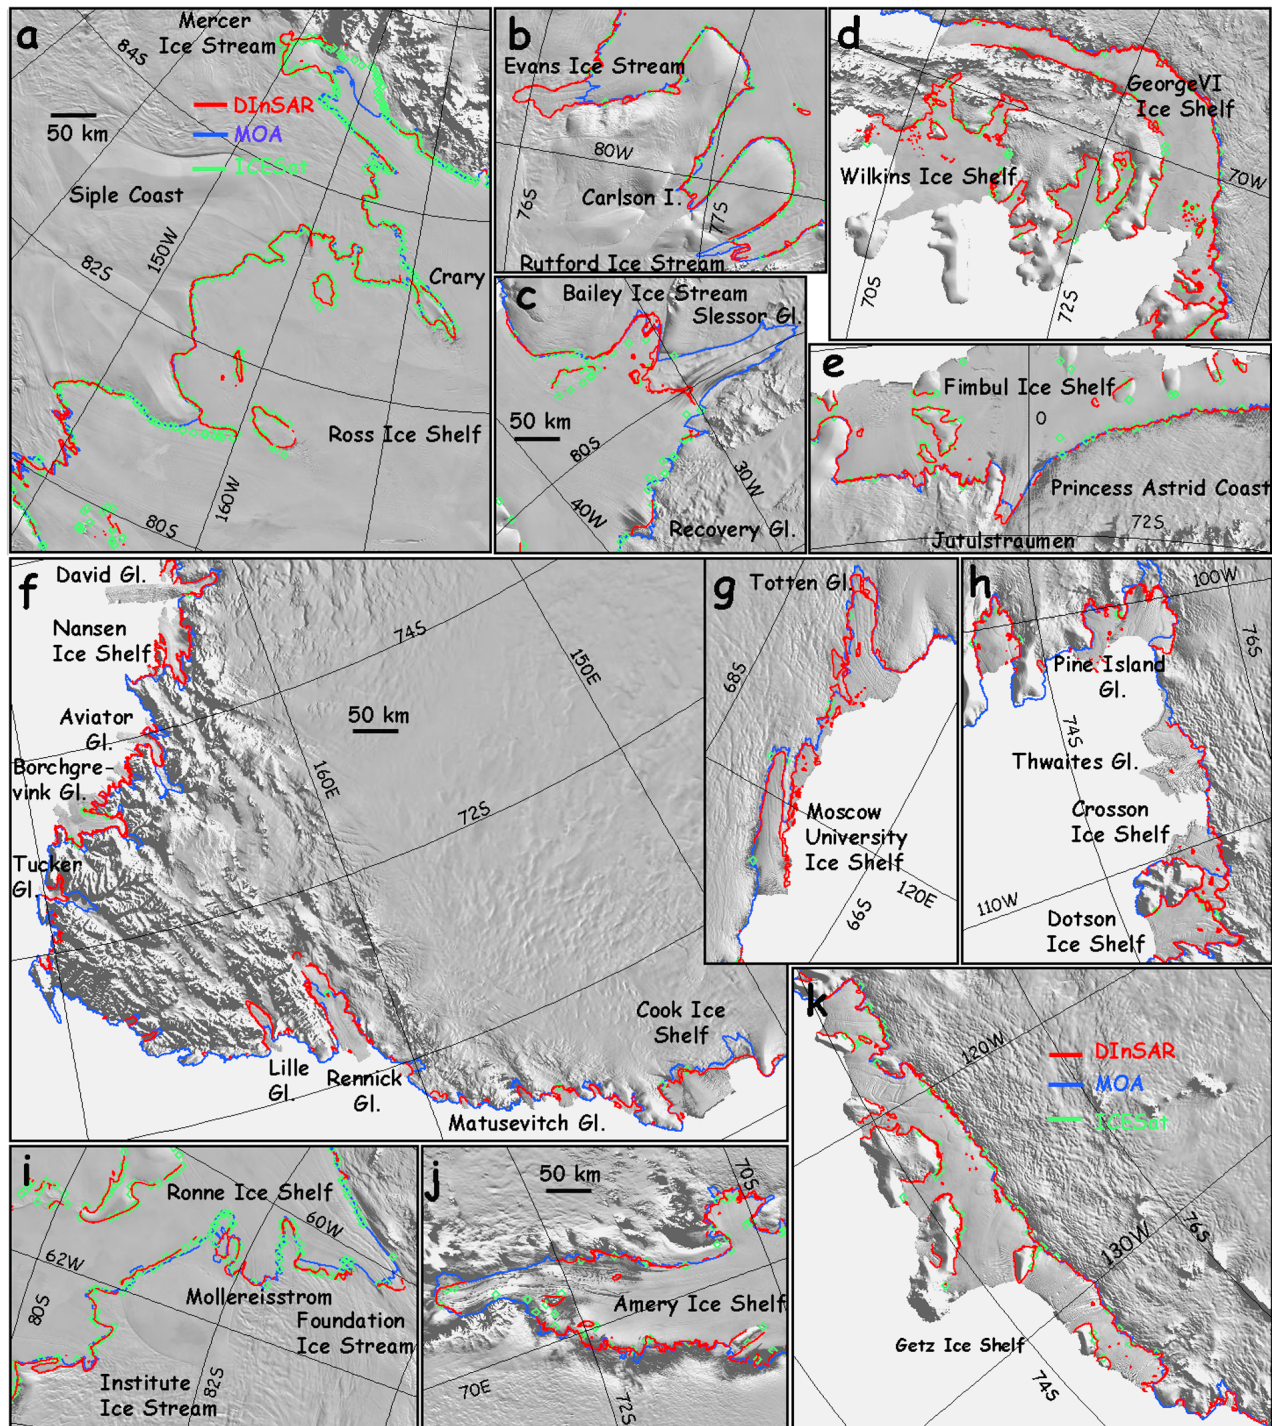 a
Mercer
Ice Stream
84S
DInSAR
50 km
MOA
ICESat
Siple Coast
150W
82S
Crary
Ross Ice Shelf
160W
80S
b
Evans Ice Stream
80W
76S
Carlson I.
77S
Rutford Ice Stream
c
Bailey Ice Stream
Slessor Gl.
50 km
80S
30W
40W
Recovery Gl.
d
GeorgeVI
Ice Shelf
Wilkins Ice Shelf
70W
70S
72S
e
Fimbul Ice Shelf
0
Princess Astrid Coast
72S
Jutulstraumen
f
David Gl.
Nansen
Ice Shelf
74S
150E
50 km
Aviator
Gl.
Borchgre-
vink Gl.
160E
72S
Tucker
Gl.
Cook Ice
Shelf
Lille
Gl.
Rennick
Gl.
Matusevitch Gl.
g
Totten Gl.
68S
Moscow
University
Ice Shelf
120E
66S
h
100W
76S
Pine Island
Gl.
74S
Thwaites Gl.
Crosson
Ice Shelf
110W
Dotson
Ice Shelf
i
Ronne Ice Shelf
60W
62W
80S
Mollereisstrom
Foundation
Ice Stream
Institute
Ice Stream
82S
j
50 km
70S
Amery Ice Shelf
70E
72S
k
120W
DInSAR
MOA
ICESat
130W
76S
Getz Ice Shelf
74S